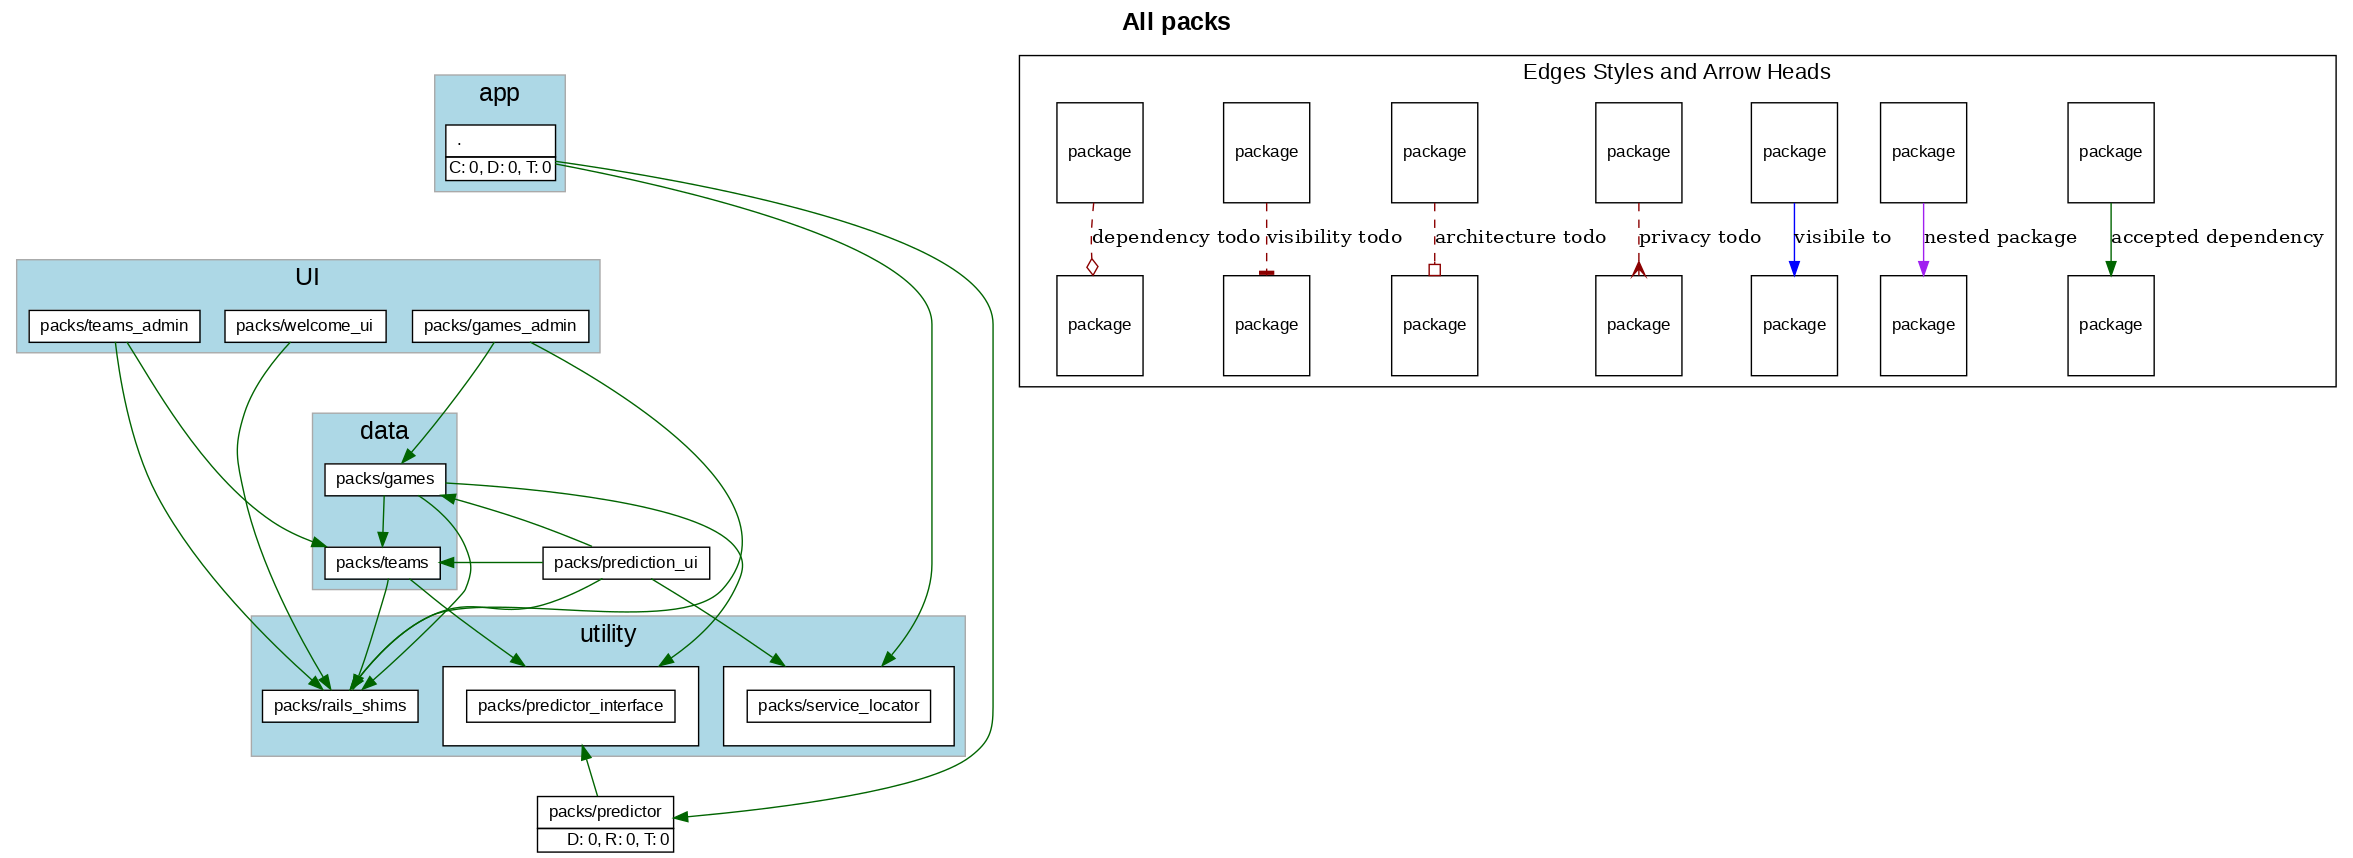 All packs
Edges Styles and Arrow Heads
package
package
package
package
package
package
package
dependency todo
visibility todo
architecture todo
privacy todo
visibile to
nested package
accepted dependency
package
package
package
package
package
package
package
app
.
C: 0, D: 0, T: 0
UI
packs/teams_admin
packs/welcome_ui
packs/games_admin
data
packs/games
packs/teams
packs/prediction_ui
utility
packs/rails_shims
packs/predictor_interface
packs/service_locator
packs/predictor
D: 0, R: 0, T: 0